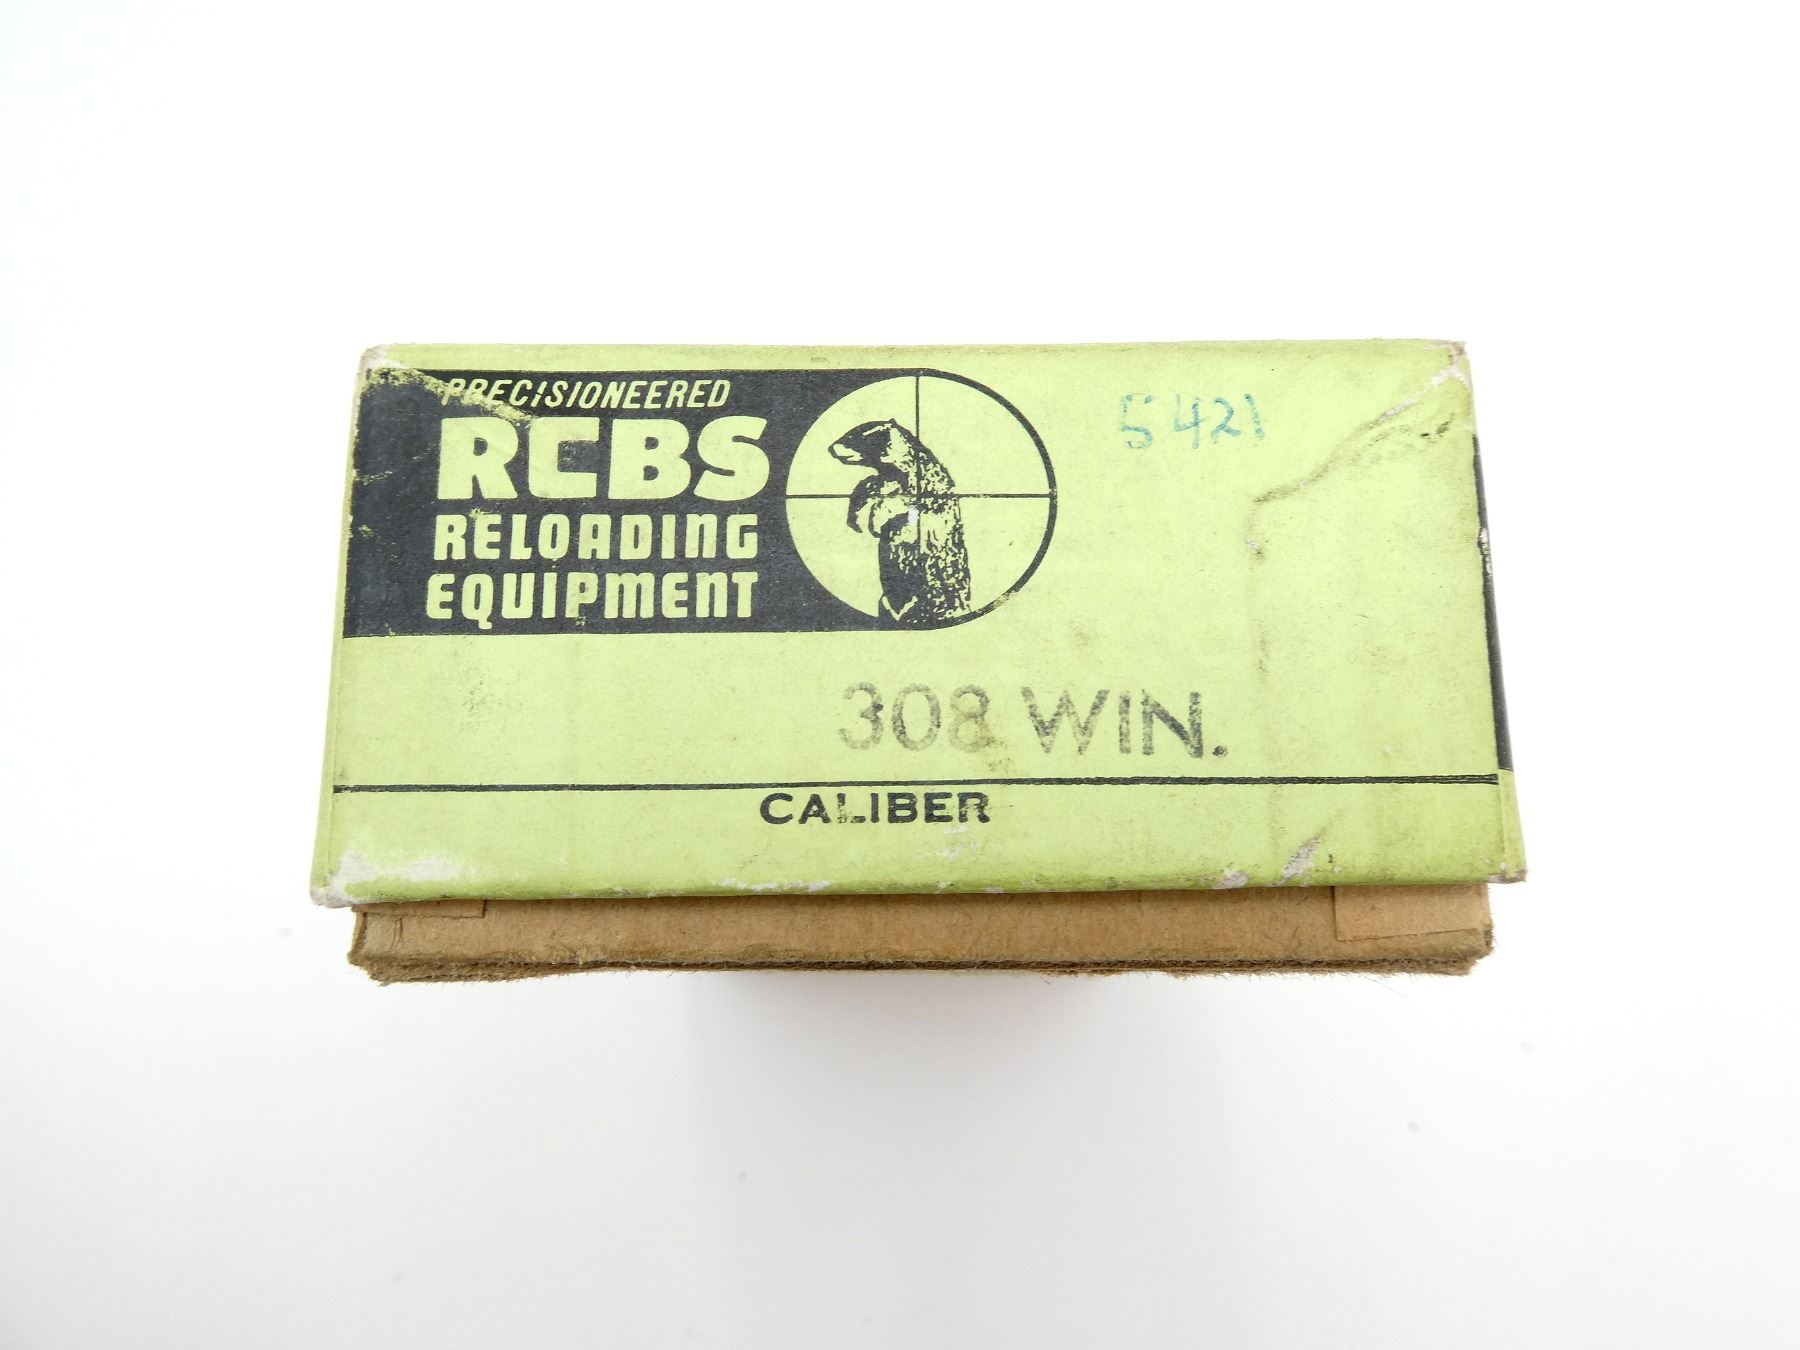 PRECISIONEERED
RCBS
RELOADING
EQUIPMENT
5421
308 WIN.
CALIBER